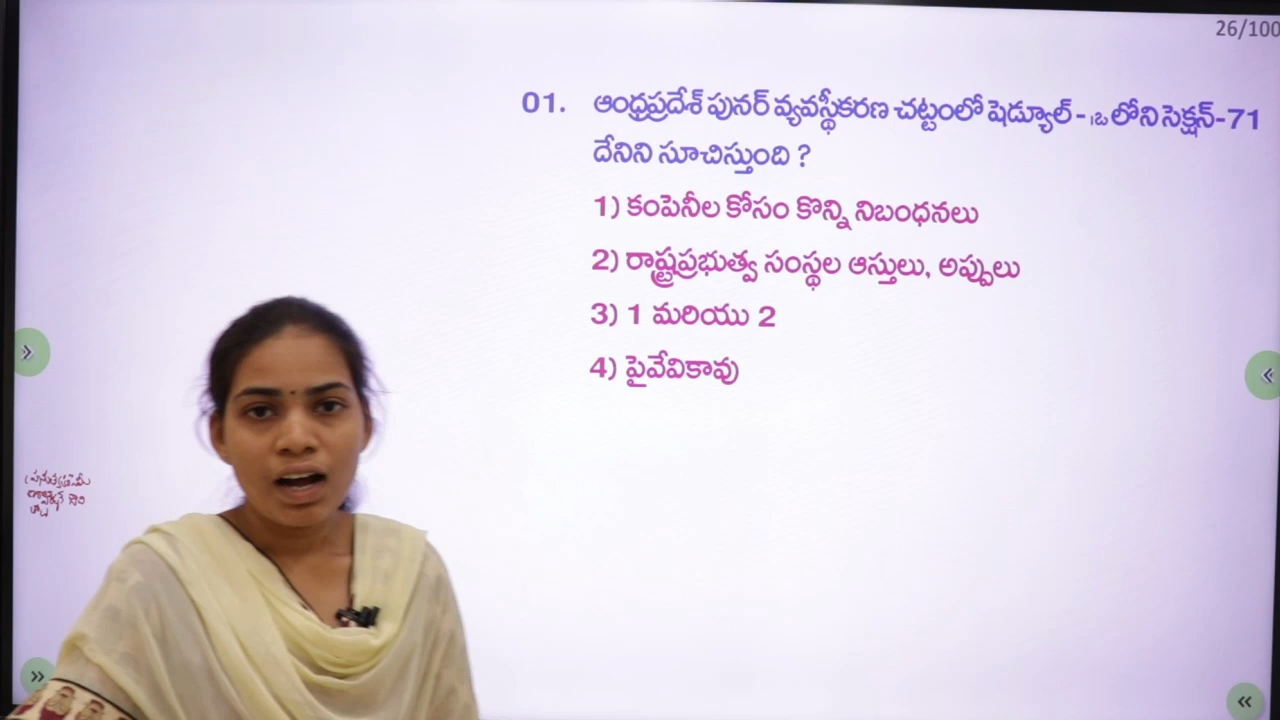 26/100
01. ఆంధ్రప్రదేశ్ పునర్ వ్యవస్థీకరణ చట్టంలో షెడ్యూల్ - లోని సెక్షన్-71
దేనిని సూచిస్తుంది ?
1) కంపెనీల కోసం కొన్ని నిబంధనలు
2) రాష్ట్రప్రభుత్వ సంస్థల ఆస్తులు, అప్పులు
3) 1 మరియు 2
4) పైవేవికావు